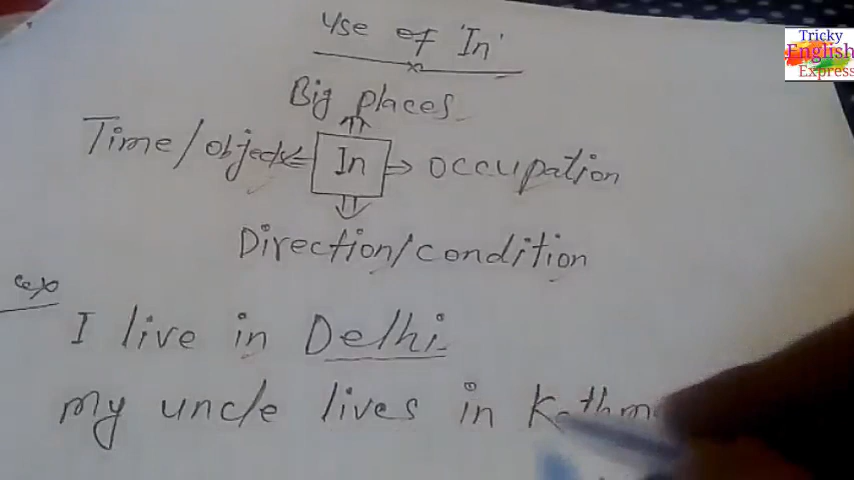 Use of 'In'
Big places
Time/objects
In
Occupation
Direction/condition
ex
I live in Delhi.
my uncle lives in
Tricky
English
Express